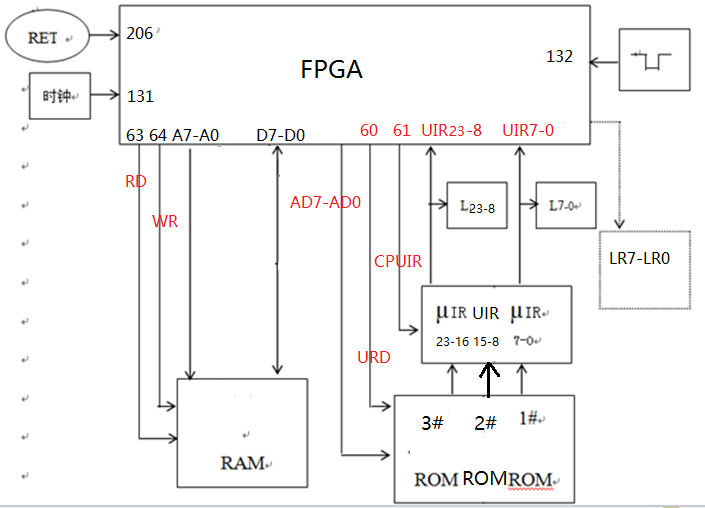 RET
206
FPGA
132
时钟
131
63 64 A7-A0 D7-D0 60 61 UIR23-8 UIR7-0
RD
WR
AD7-AD0
L23-8
L7-0
CPUIR
LR7-LR0
μIR UIR μIR
23-16 15-8 7-0
URD
3# 2# 1#
RAM
ROM ROM ROM